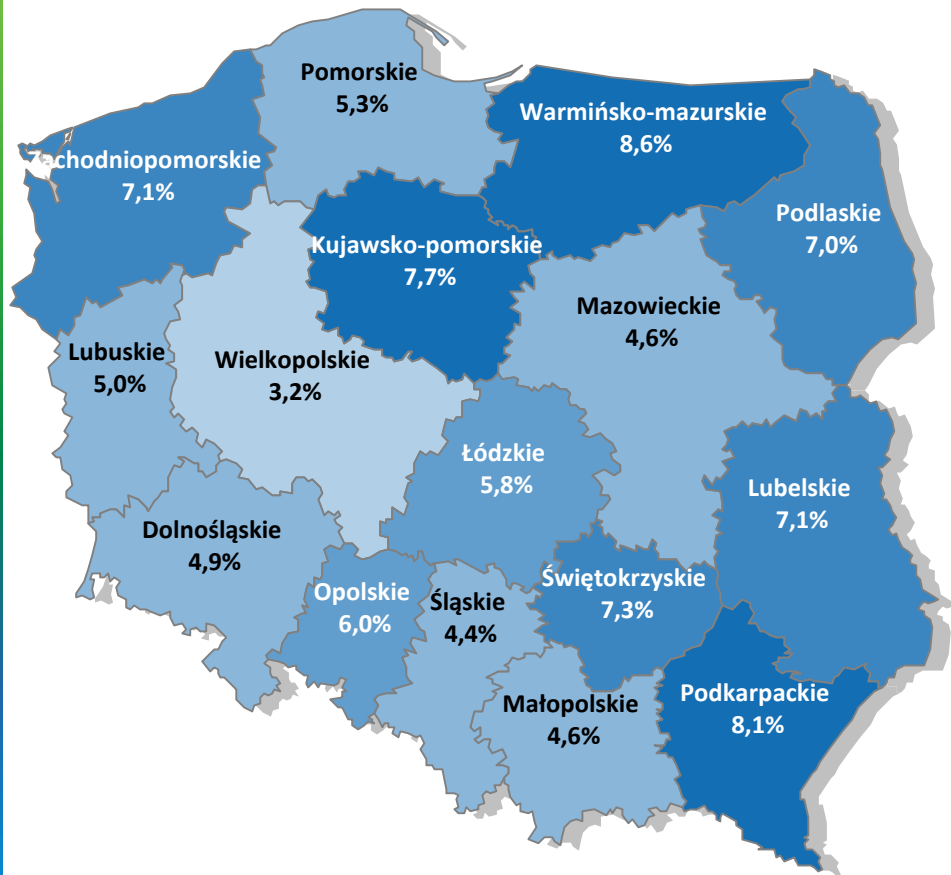 Pomorskie
5,3%
Warmińsko-mazurskie
8,6%
Zachodniopomorskie
7,1%
Podlaskie
7,0%
Kujawsko-pomorskie
7,7%
Mazowieckie
4,6%
Lubuskie
5,0%
Wielkopolskie
3,2%
Łódzkie
5,8%
Lubelskie
7,1%
Dolnośląskie
4,9%
Opolskie
6,0%
Śląskie
4,4%
Świętokrzyskie
7,3%
Małopolskie
4,6%
Podkarpackie
8,1%